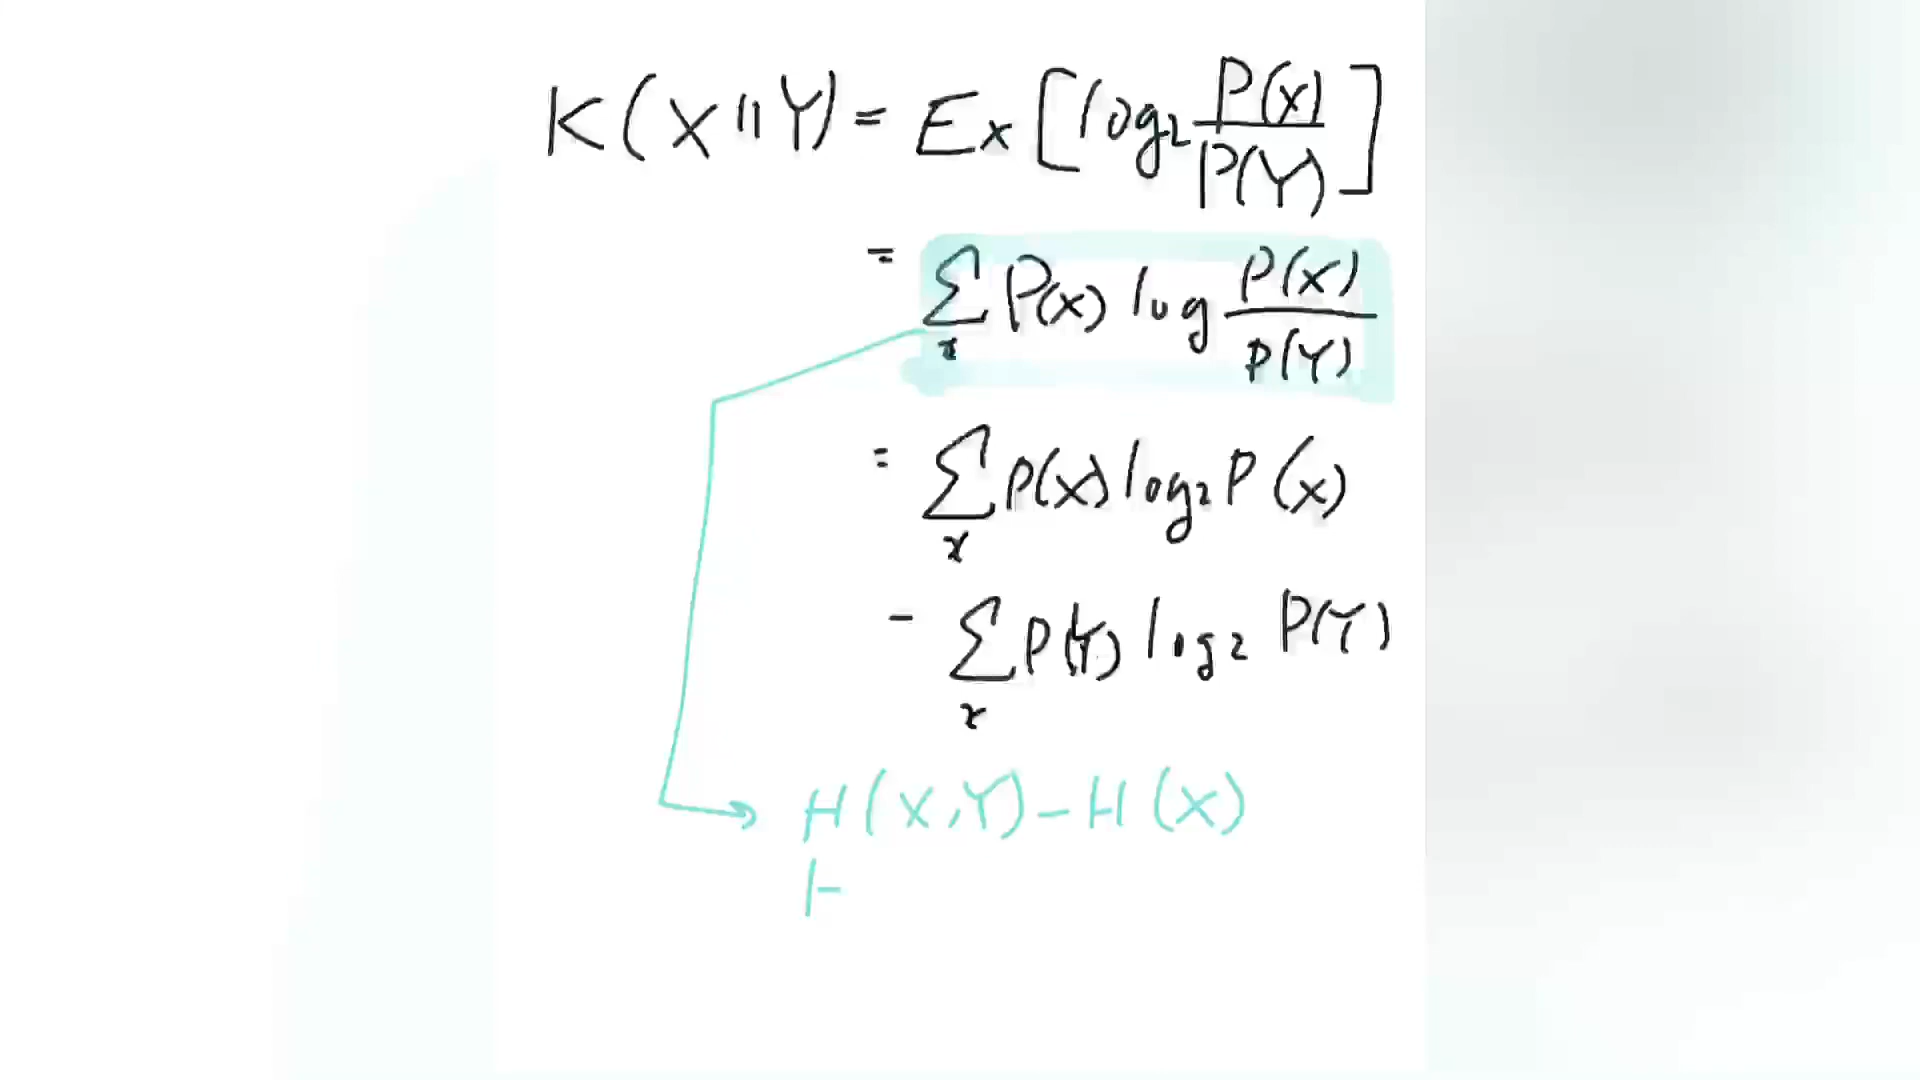 K(X॥Y) = Ex[log₂ P(x)/P(Y)]
= Σₓ P(x) log P(x)/P(Y)
= Σₓ P(x) log₂ P(x)
- Σₓ P(Y) log₂ P(Y)
H(X,Y) - H(X)